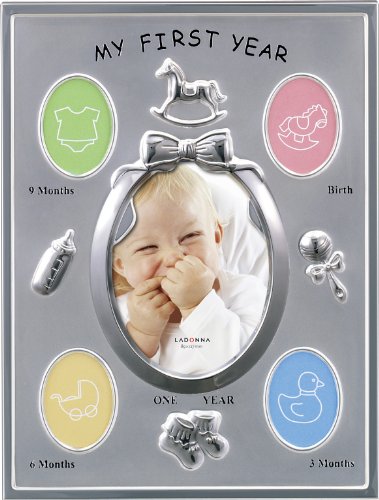 MY FIRST YEAR
9 Months
Birth
LADONNA
ONE YEAR
6 Months
3 Months